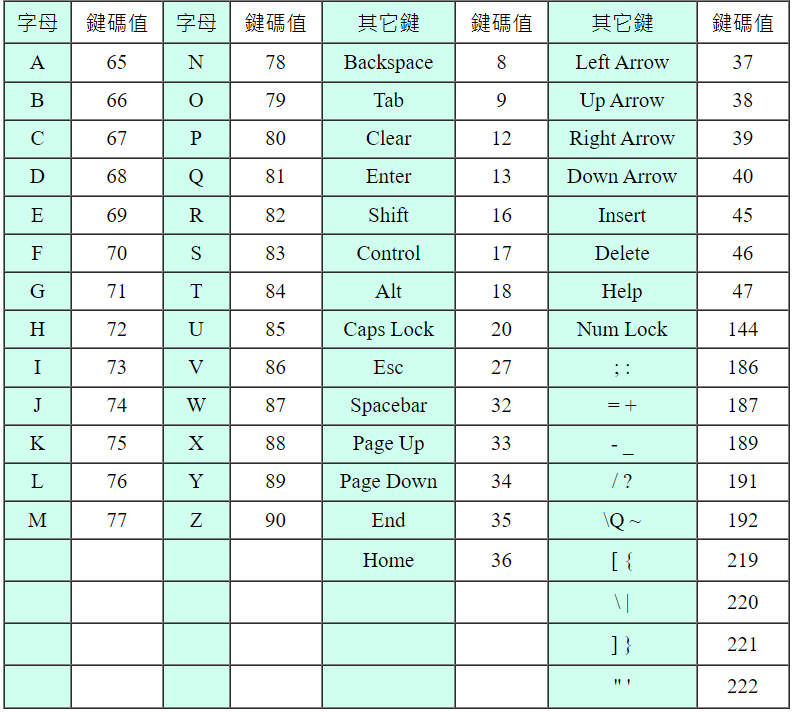 字母 鍵碼值 字母 鍵碼值 其它鍵 鍵碼值 其它鍵 鍵碼值
A 65 N 78 Backspace 8 Left Arrow 37
B 66 O 79 Tab 9 Up Arrow 38
C 67 P 80 Clear 12 Right Arrow 39
D 68 Q 81 Enter 13 Down Arrow 40
E 69 R 82 Shift 16 Insert 45
F 70 S 83 Control 17 Delete 46
G 71 T 84 Alt 18 Help 47
H 72 U 85 Caps Lock 20 Num Lock 144
I 73 V 86 Esc 27 ; : 186
J 74 W 87 Spacebar 32 = + 187
K 75 X 88 Page Up 33 - _ 189
L 76 Y 89 Page Down 34 / ? 191
M 77 Z 90 End 35 \Q ~ 192
Home 36 [ { 219
\ | 220
] } 221
" ' 222